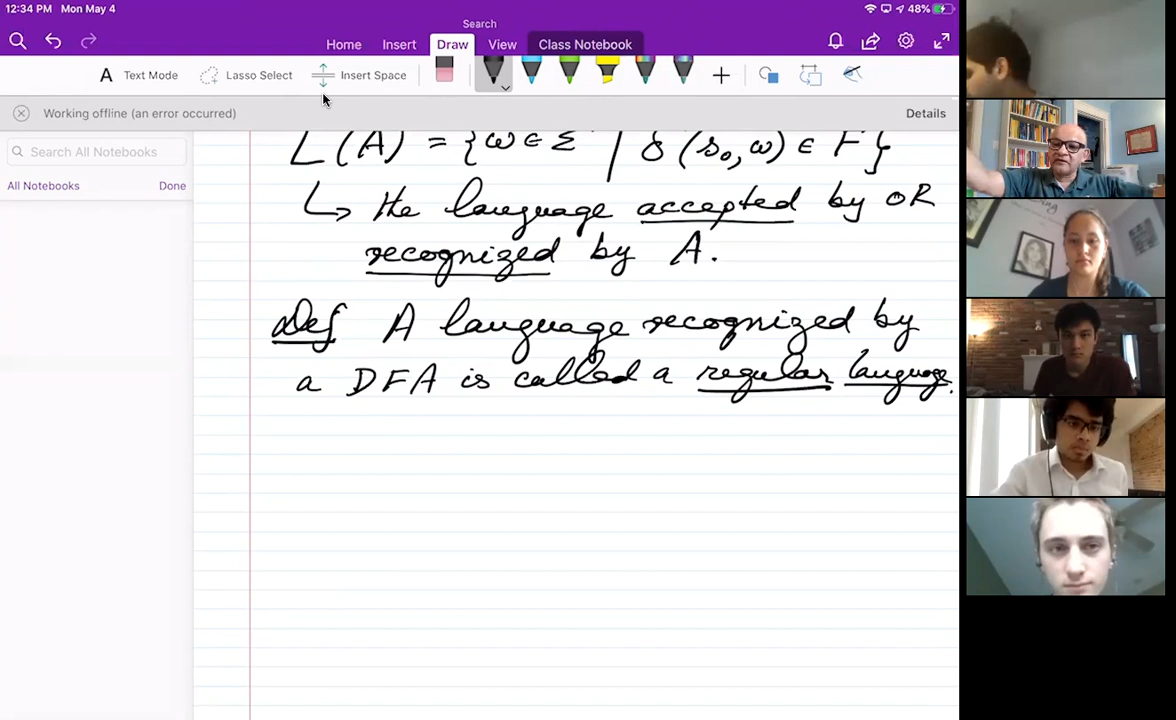 12:34 PM Mon May 4
48%
Search
Home Insert Draw View Class Notebook
A Text Mode Lasso Select Insert Space
Working offline (an error occurred) Details
Search All Notebooks
All Notebooks Done
L(A) = {ω ∈ Σ | δ(s₀, ω) ∈ F}
↳ the language accepted by OR
recognized by A.
Def A language recognized by
a DFA is called a regular language.